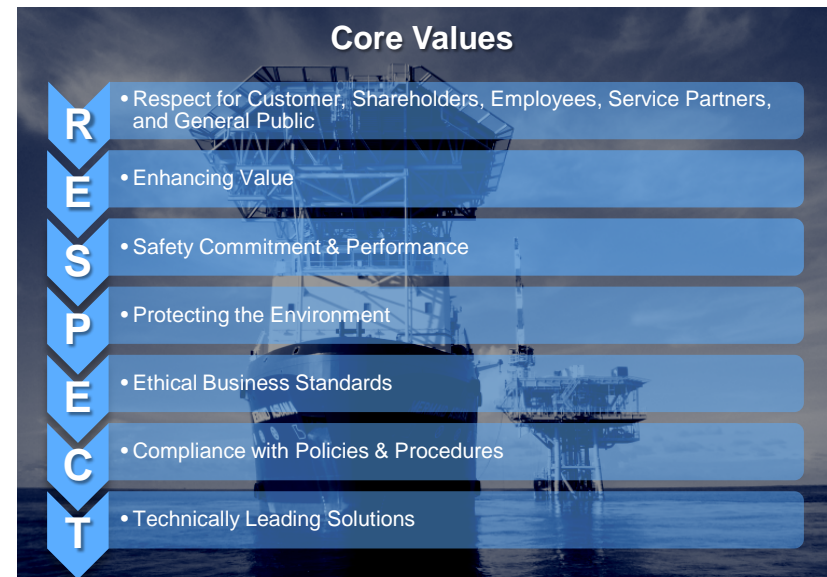 Core Values
R
• Respect for Customer, Shareholders, Employees, Service Partners,
and General Public
E
• Enhancing Value
S
• Safety Commitment & Performance
P
• Protecting the Environment
E
• Ethical Business Standards
C
• Compliance with Policies & Procedures
T
• Technically Leading Solutions